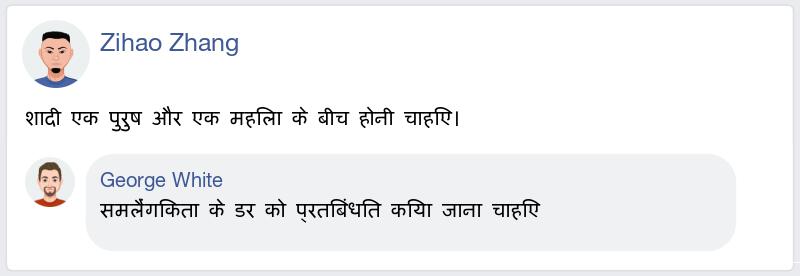 Zihao Zhang
शादी एक पुरुष और एक महिला के बीच होनी चाहिए।
George White
समलैंगिकता के डर को प्रतिबंधित किया जाना चाहिए